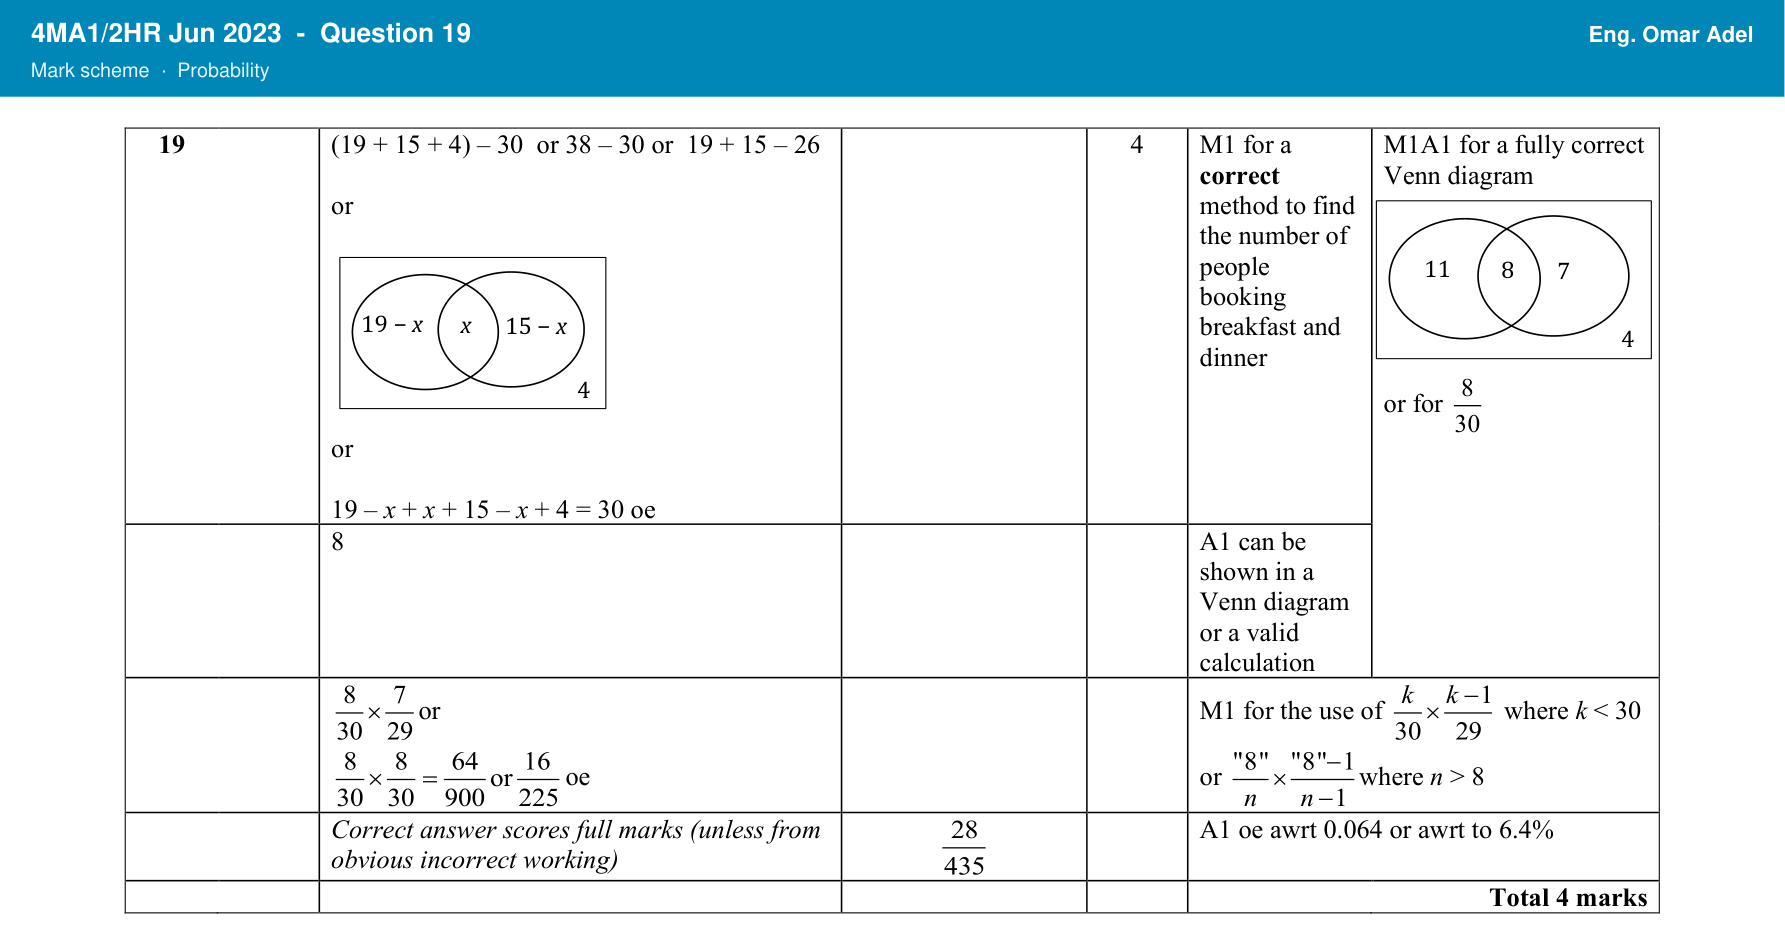 4MA1/2HR Jun 2023 - Question 19
Eng. Omar Adel
Mark scheme · Probability
19
(19 + 15 + 4) – 30 or 38 – 30 or 19 + 15 – 26
or
19 – x x 15 – x
4
or
19 – x + x + 15 – x + 4 = 30 oe
4
M1 for a
correct
method to find
the number of
people
booking
breakfast and
dinner
M1A1 for a fully correct
Venn diagram
11 8 7
4
or for 8/30
8
A1 can be
shown in a
Venn diagram
or a valid
calculation
8/30 × 7/29 or
8/30 × 8/30 = 64/900 or 16/225 oe
M1 for the use of k/30 × k–1/29 where k < 30
or "8"/n × "8"–1/n–1 where n > 8
Correct answer scores full marks (unless from
obvious incorrect working)
28/435
A1 oe awrt 0.064 or awrt to 6.4%
Total 4 marks